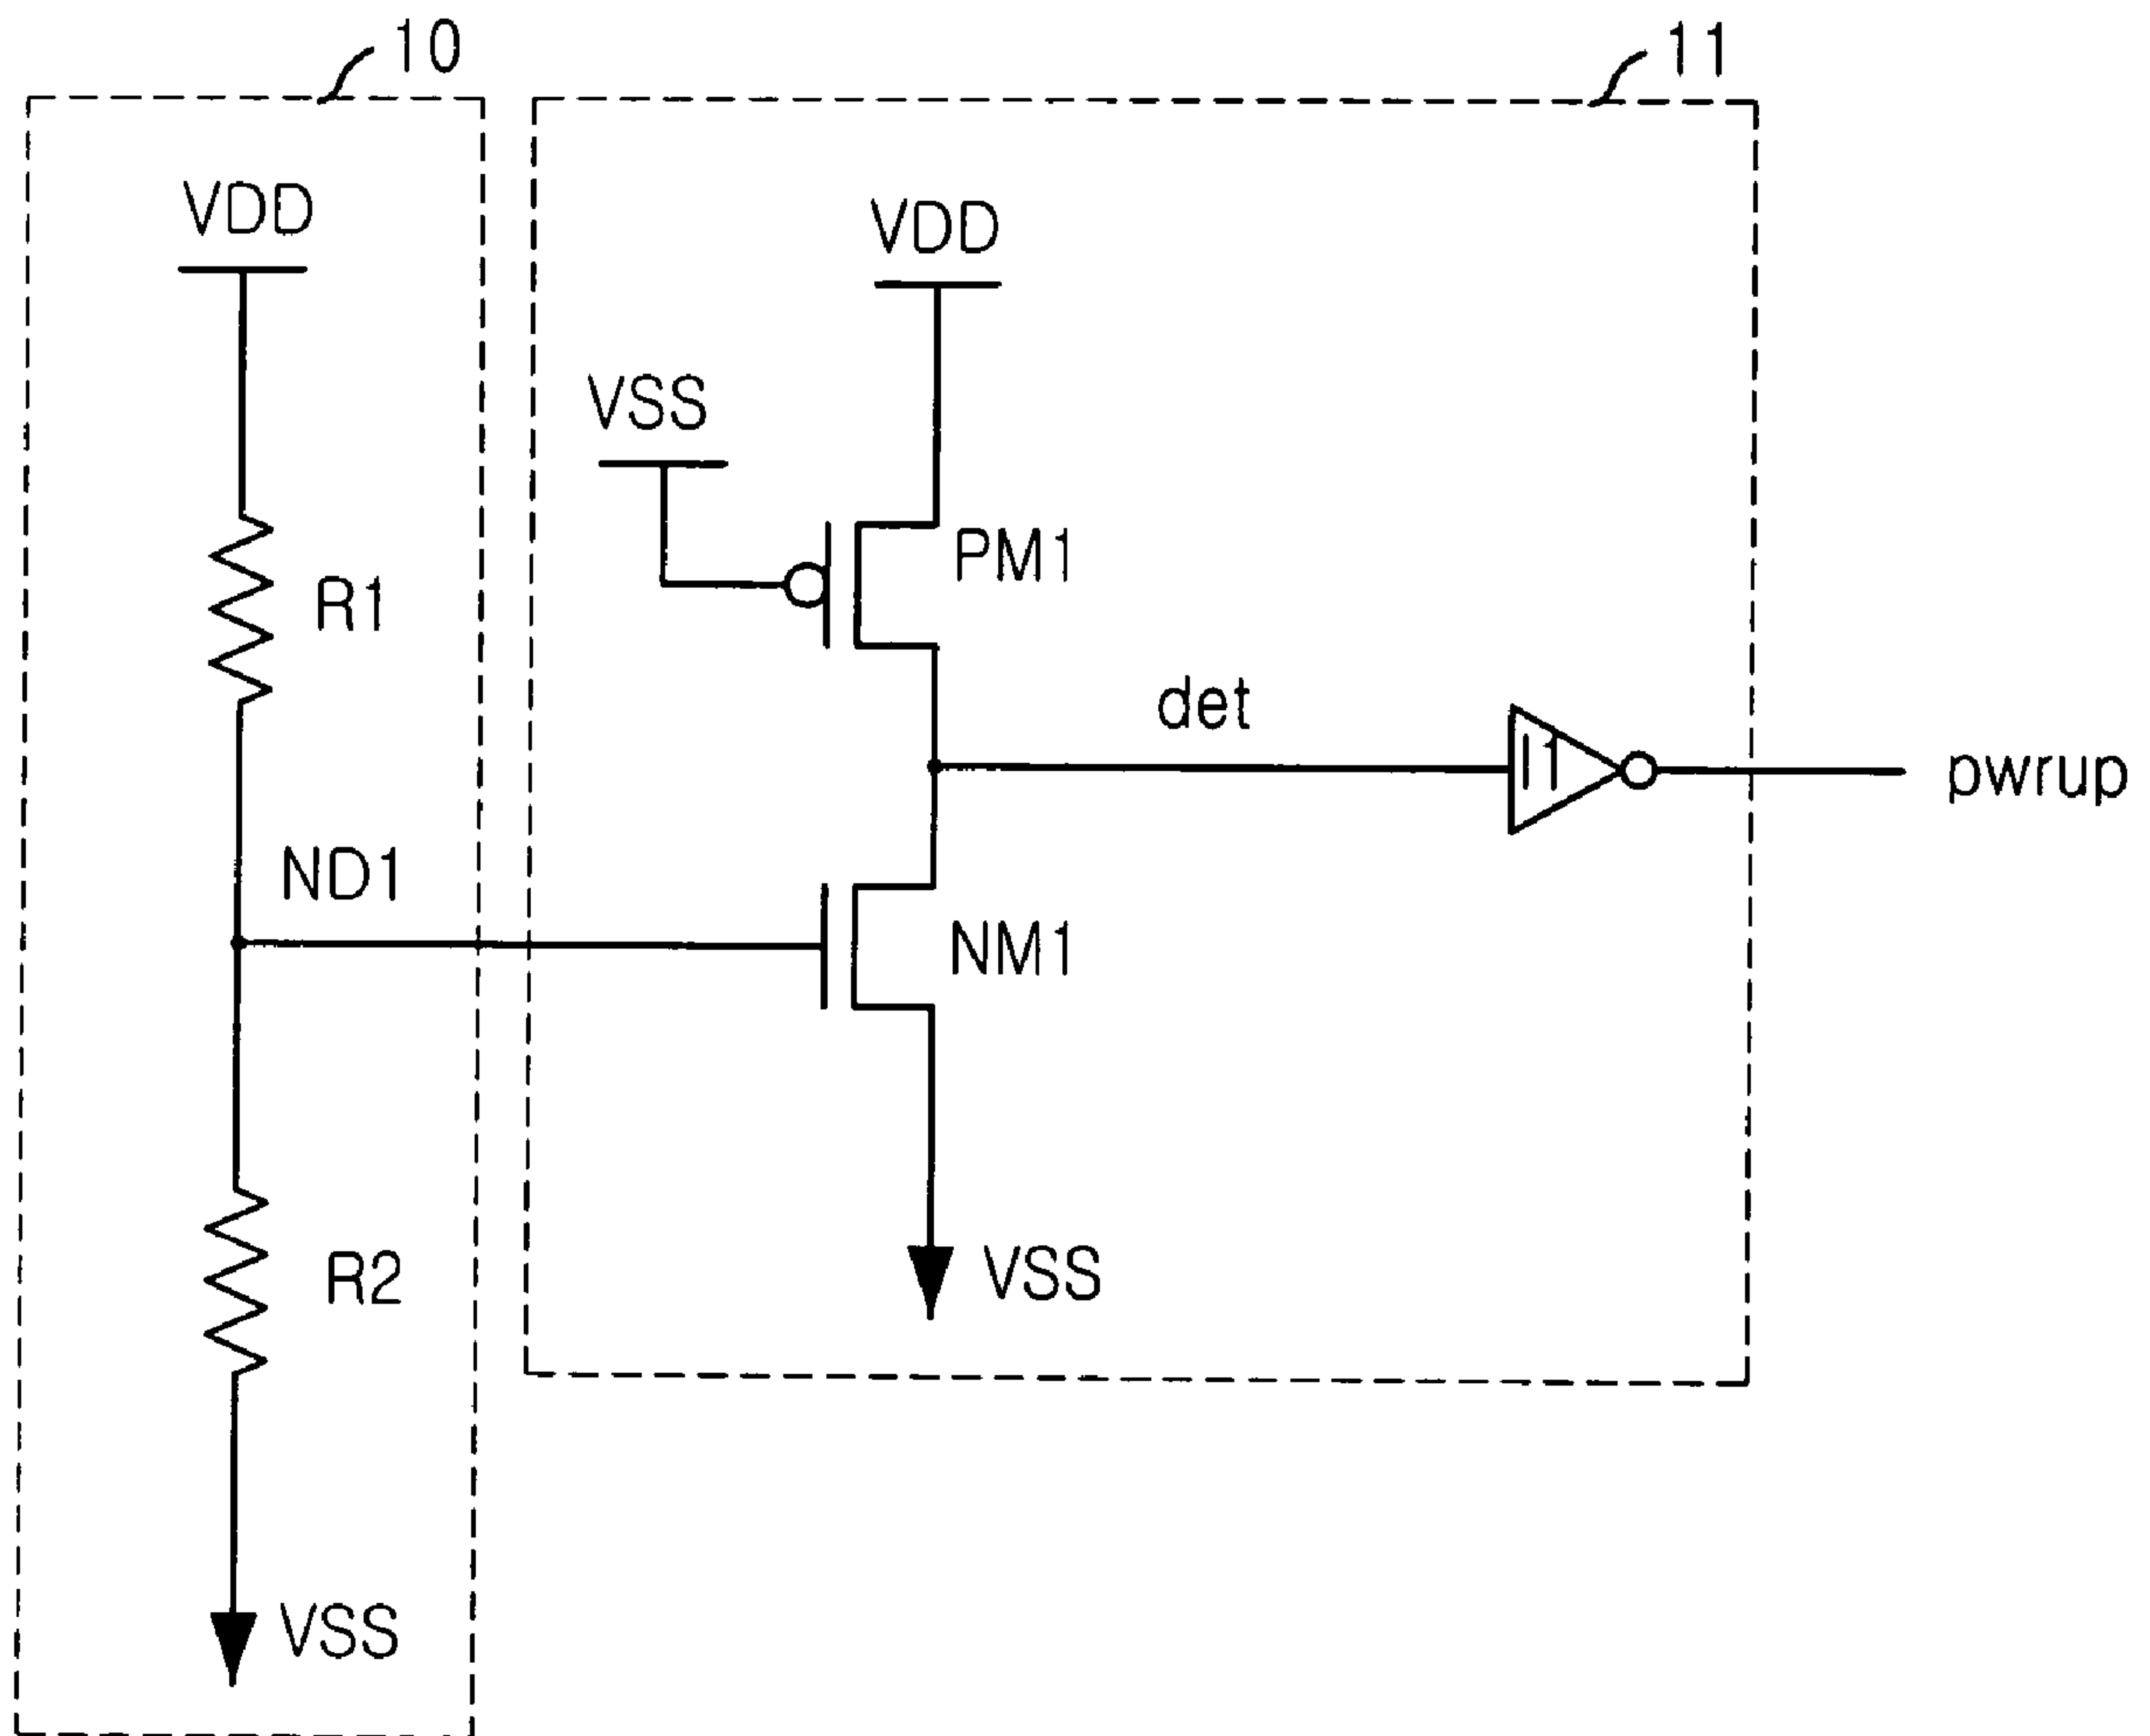 10
11
VDD
VDD
VSS
PM1
R1
det
I1
pwrup
ND1
NM1
R2
VSS
VSS